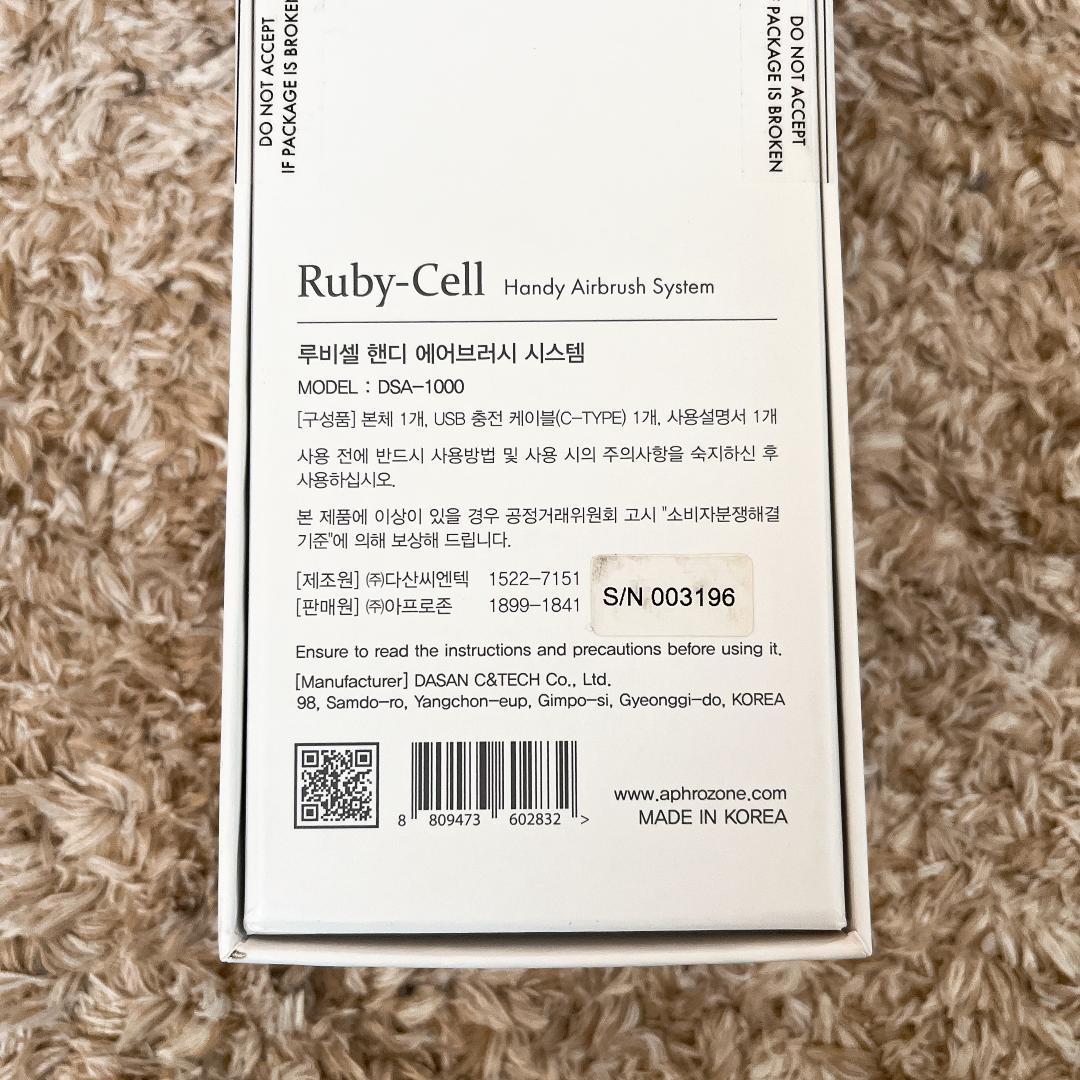 DO NOT ACCEPT
IF PACKAGE IS BROKEN
DO NOT ACCEPT
IF PACKAGE IS BROKEN
Ruby-Cell Handy Airbrush System
루비셀 핸디 에어브러시 시스템
MODEL : DSA-1000
[구성품] 본체 1개, USB 충전 케이블(C-TYPE) 1개, 사용설명서 1개
사용 전에 반드시 사용방법 및 사용 시의 주의사항을 숙지하신 후
사용하십시오.
본 제품에 이상이 있을 경우 공정거래위원회 고시 "소비자분쟁해결
기준"에 의해 보상해 드립니다.
[제조원] ㈜다산씨엔텍 1522-7151
[판매원] ㈜아프로존 1899-1841
S/N 003196
Ensure to read the instructions and precautions before using it.
[Manufacturer] DASAN C&TECH Co., Ltd.
98, Samdo-ro, Yangchon-eup, Gimpo-si, Gyeonggi-do, KOREA
8 809473 602832 >
www.aphrozone.com
MADE IN KOREA